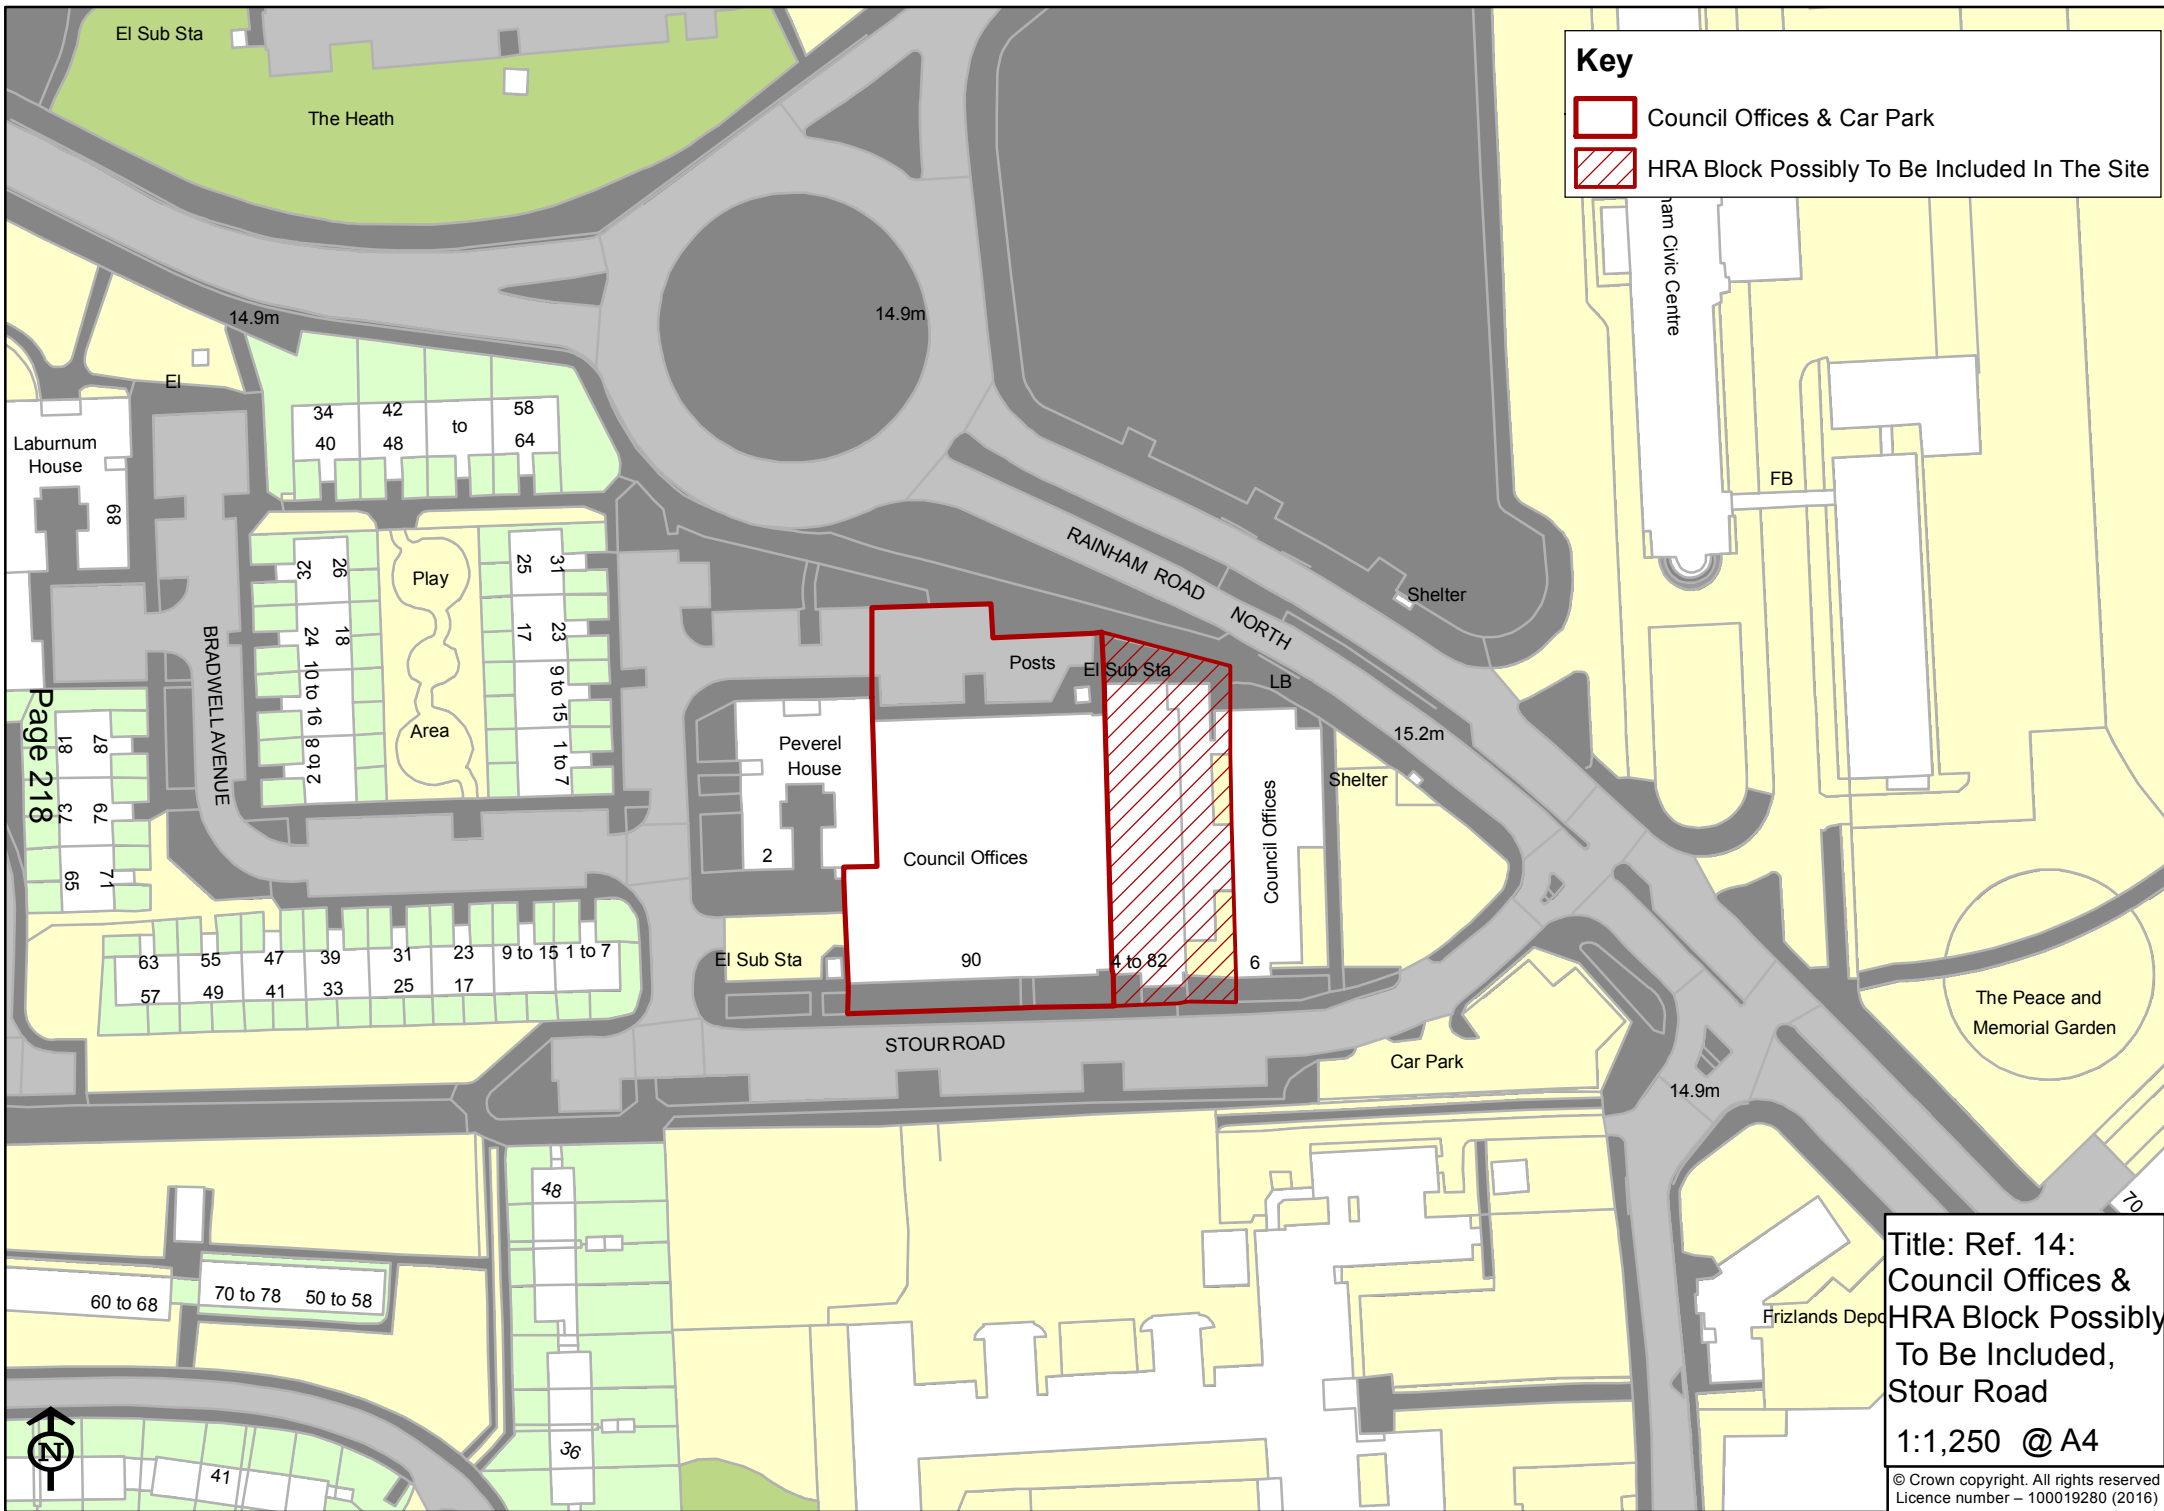 El Sub Sta
The Heath
Key
Council Offices & Car Park
HRA Block Possibly To Be Included In The Site
ham Civic Centre
14.9m
14.9m
El
Laburnum
House
68
34
42
to
58
40
48
64
FB
32
26
Play
25
31
RAINHAM ROAD NORTH
Shelter
24
18
17
23
BRADWELL AVENUE
10 to 16
9 to 15
Posts
El Sub Sta
LB
Page 218
81
87
8 to 2
Area
1 to 7
Peverel
House
15.2m
Shelter
73
79
Council Offices
2
Council Offices
65
71
63
55
47
39
31
23
9 to 15
1 to 7
El Sub Sta
90
4 to 82
6
57
49
41
33
25
17
The Peace and
Memorial Garden
STOUR ROAD
Car Park
14.9m
48
70
60 to 68
70 to 78
50 to 58
Frizlands Depo
Title: Ref. 14:
Council Offices &
HRA Block Possibly
To Be Included,
Stour Road
1:1,250 @ A4
N
41
36
© Crown copyright. All rights reserved
Licence number – 100019280 (2016)